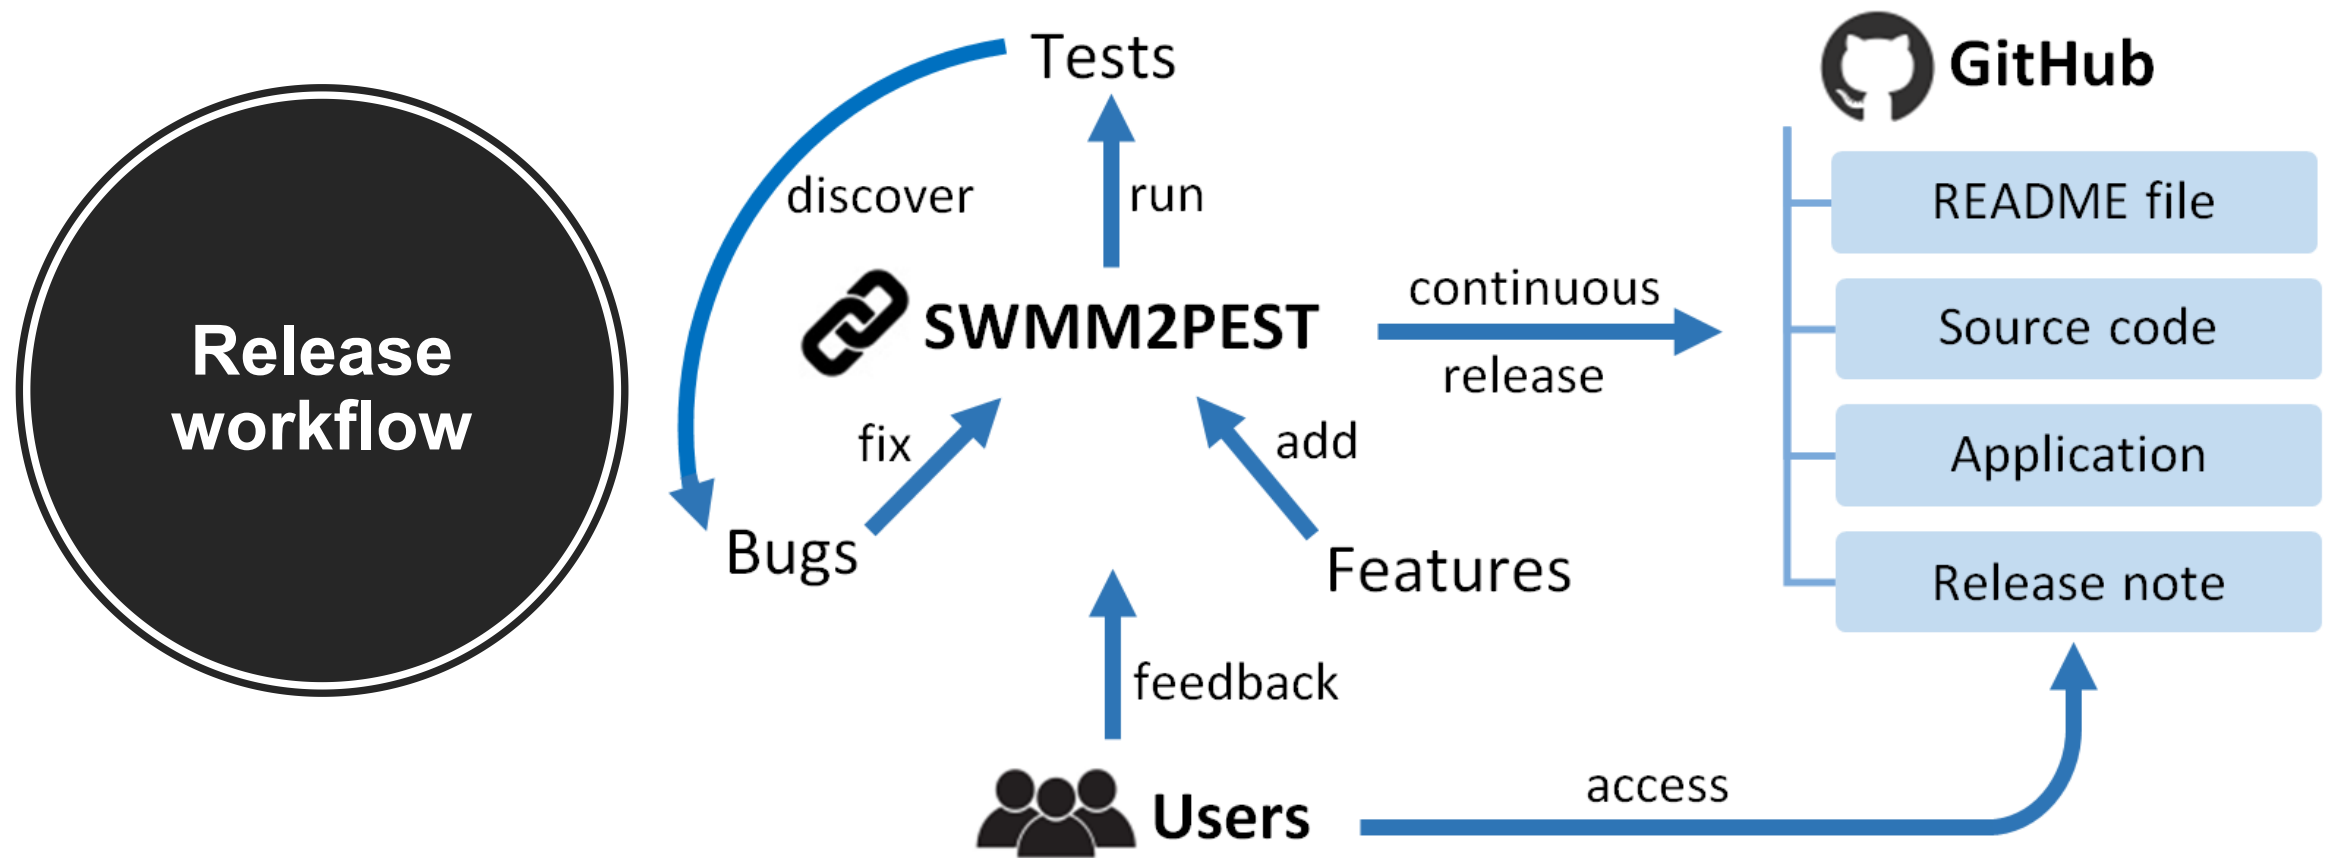 Release
workflow
Tests
discover
run
SWMM2PEST
continuous
release
fix
add
Bugs
Features
feedback
Users
access
GitHub
README file
Source code
Application
Release note